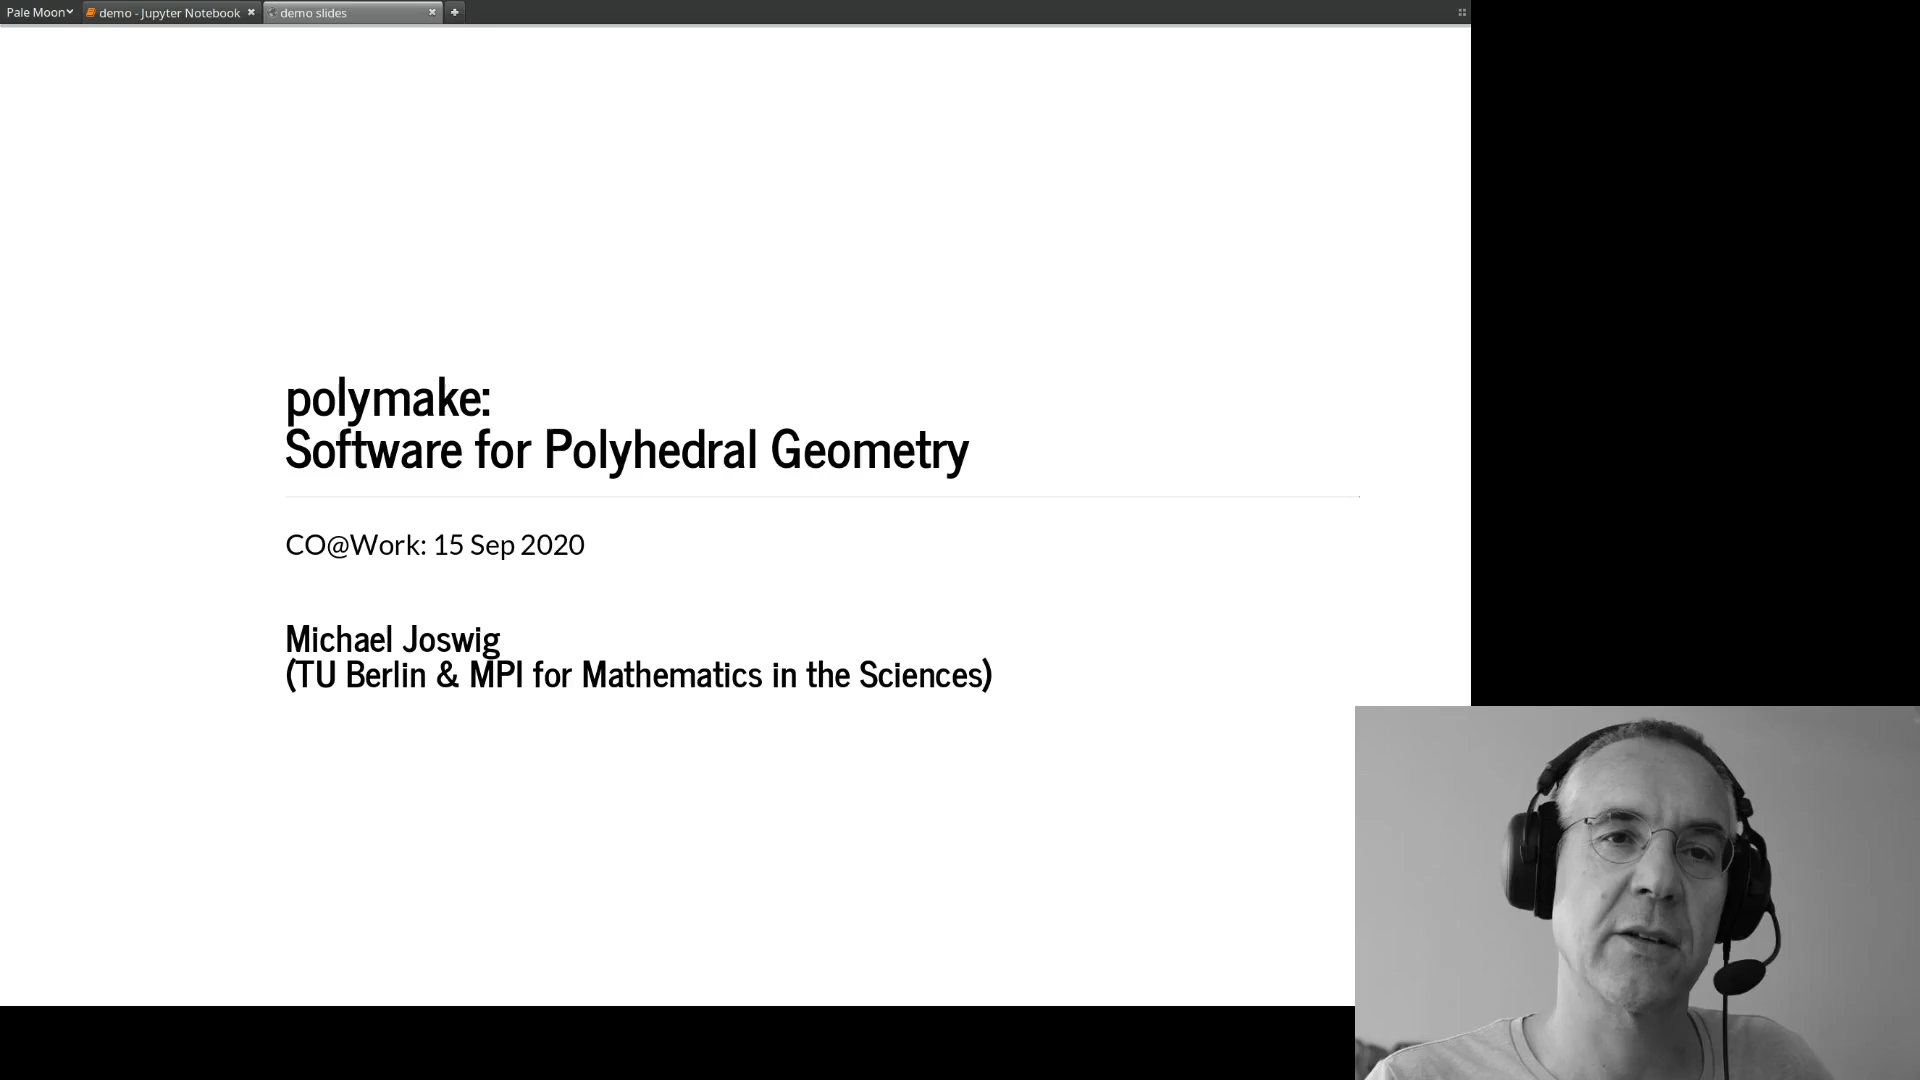 Pale Moon
demo - Jupyter Notebook
demo slides
polymake:
Software for Polyhedral Geometry
CO@Work: 15 Sep 2020
Michael Joswig
(TU Berlin & MPI for Mathematics in the Sciences)